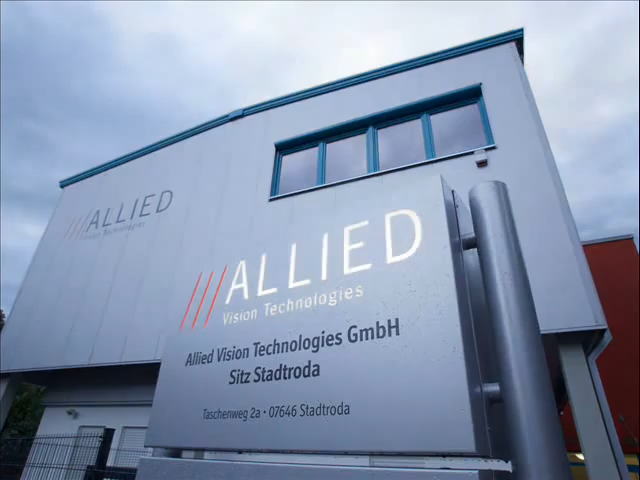 ALLIED
Vision Technologies
ALLIED
Vision Technologies
Allied Vision Technologies GmbH
Sitz Stadtroda
Taschenweg 2a • 07646 Stadtroda